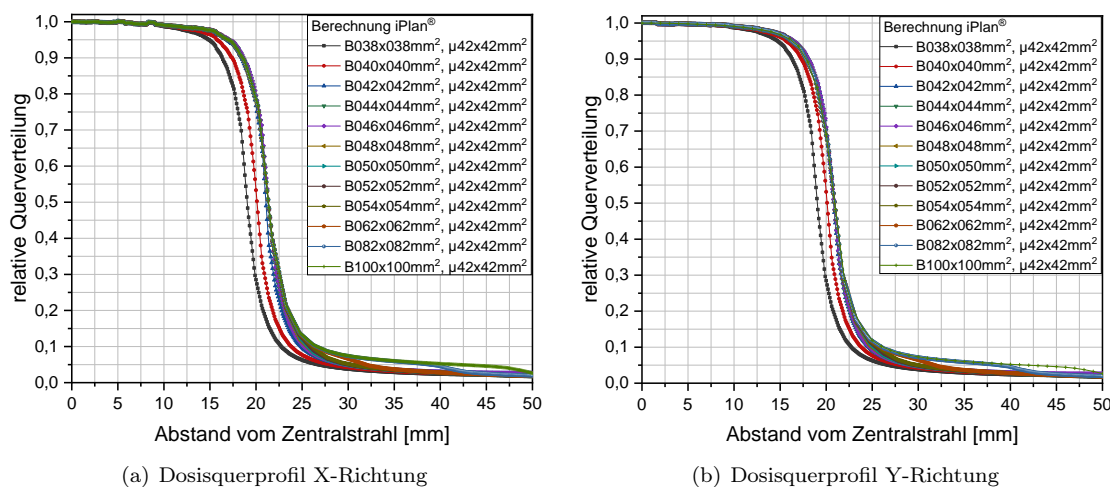 relative Querverteilung
1,0
0,9
0,8
0,7
0,6
0,5
0,4
0,3
0,2
0,1
0,0
Berechnung iPlan®
B038x038mm², µ42x42mm²
B040x040mm², µ42x42mm²
B042x042mm², µ42x42mm²
B044x044mm², µ42x42mm²
B046x046mm², µ42x42mm²
B048x048mm², µ42x42mm²
B050x050mm², µ42x42mm²
B052x052mm², µ42x42mm²
B054x054mm², µ42x42mm²
B062x062mm², µ42x42mm²
B082x082mm², µ42x42mm²
B100x100mm², µ42x42mm²
0 5 10 15 20 25 30 35 40 45 50
Abstand vom Zentralstrahl [mm]
(a) Dosisquerprofil X-Richtung
relative Querverteilung
1,0
0,9
0,8
0,7
0,6
0,5
0,4
0,3
0,2
0,1
0,0
Berechnung iPlan®
B038x038mm², µ42x42mm²
B040x040mm², µ42x42mm²
B042x042mm², µ42x42mm²
B044x044mm², µ42x42mm²
B046x046mm², µ42x42mm²
B048x048mm², µ42x42mm²
B050x050mm², µ42x42mm²
B052x052mm², µ42x42mm²
B054x054mm², µ42x42mm²
B062x062mm², µ42x42mm²
B082x082mm², µ42x42mm²
B100x100mm², µ42x42mm²
0 5 10 15 20 25 30 35 40 45 50
Abstand vom Zentralstrahl [mm]
(b) Dosisquerprofil Y-Richtung